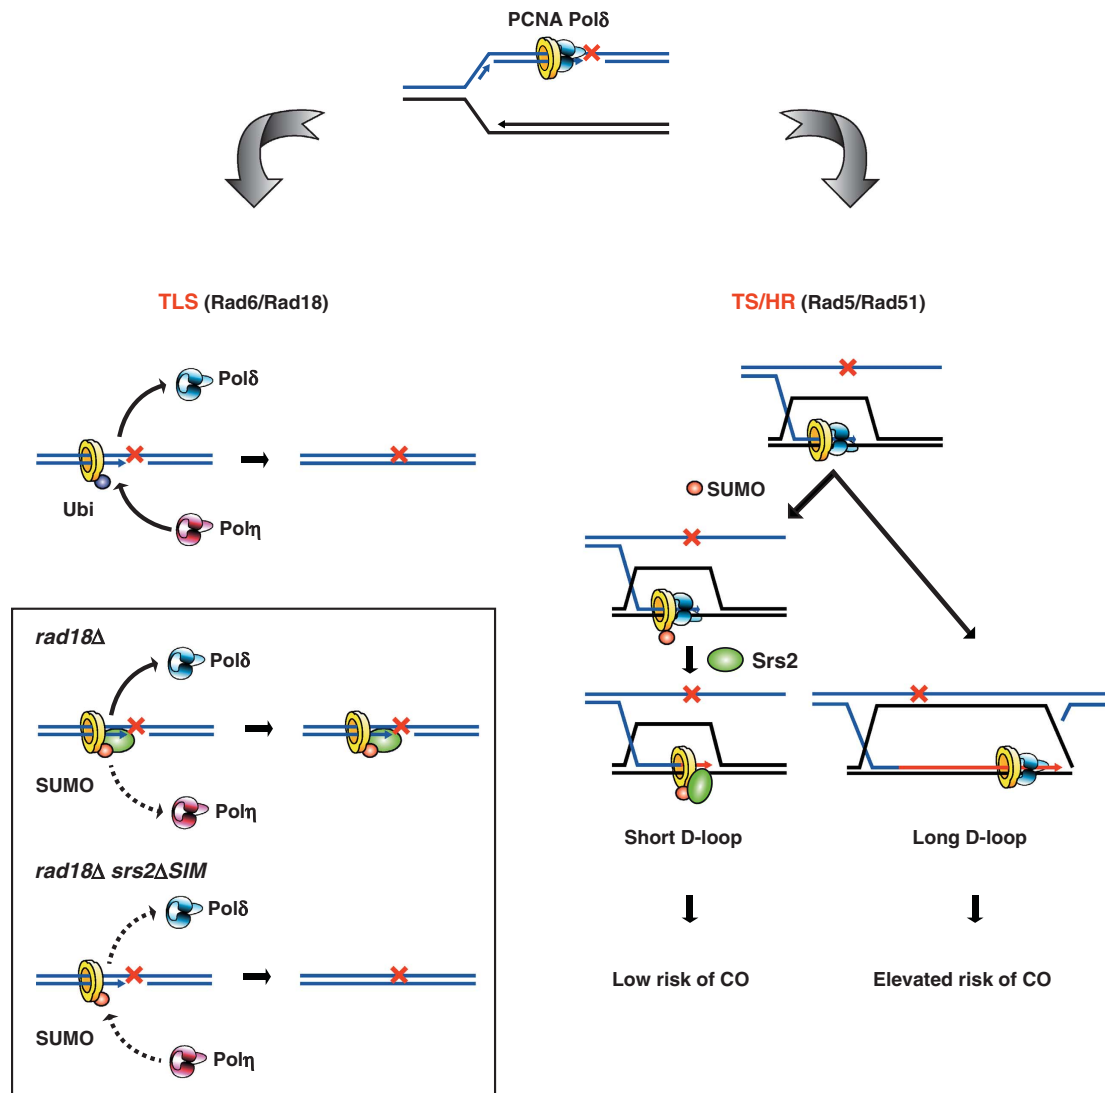 PCNA Polδ
TLS (Rad6/Rad18)
Polδ
Ubi
Polη
rad18Δ
Polδ
SUMO
Polη
rad18Δ srs2ΔSIM
Polδ
SUMO
Polη
TS/HR (Rad5/Rad51)
SUMO
Srs2
Short D-loop
Long D-loop
Low risk of CO
Elevated risk of CO